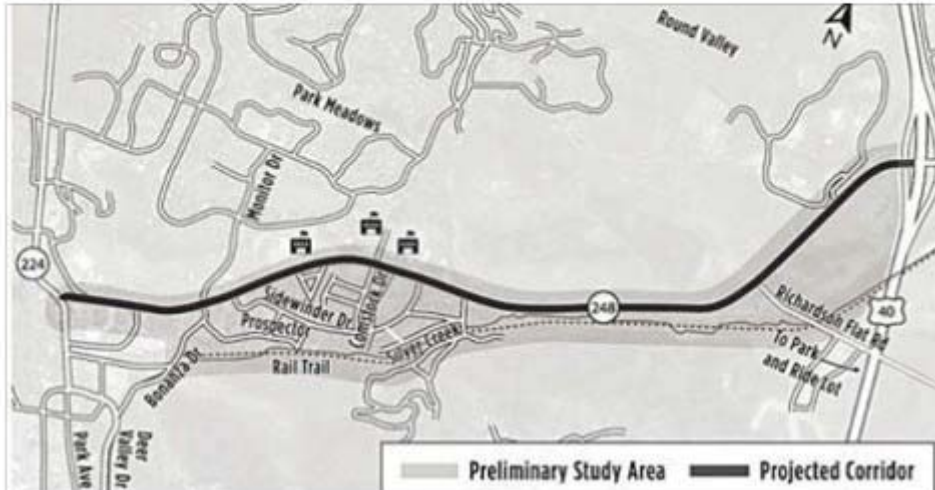 Round Valley
N
Park Meadows
Monitor Dr
224
Sidewinder Dr.
Comstock Dr.
Prospector
Silver Creek
248
Richardson Flat Rd
40
To Park
and Ride Lot
Rail Trail
Bonanza Dr.
Deer
Valley Dr
Park Ave
Preliminary Study Area
Projected Corridor